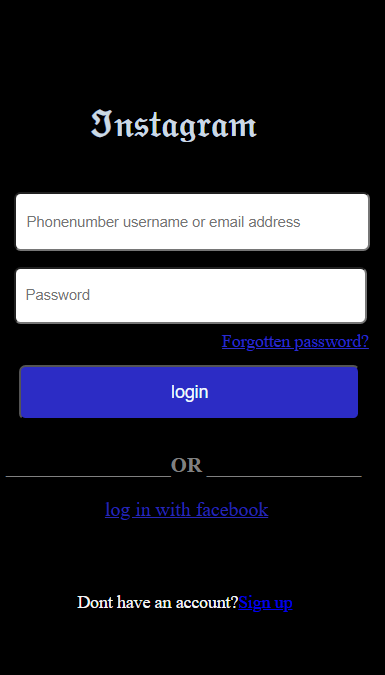 Instagram
Phonenumber username or email address
Password
Forgotten password?
login
OR
log in with facebook
Dont have an account?Sign up